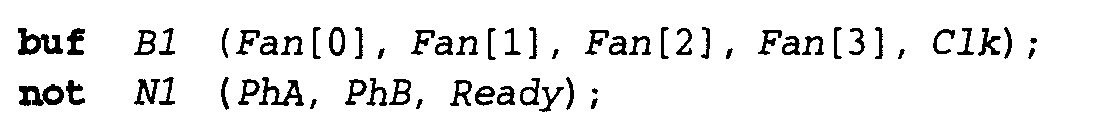 buf B1 (Fan[0], Fan[1], Fan[2], Fan[3], Clk);
not N1 (PhA, PhB, Ready);